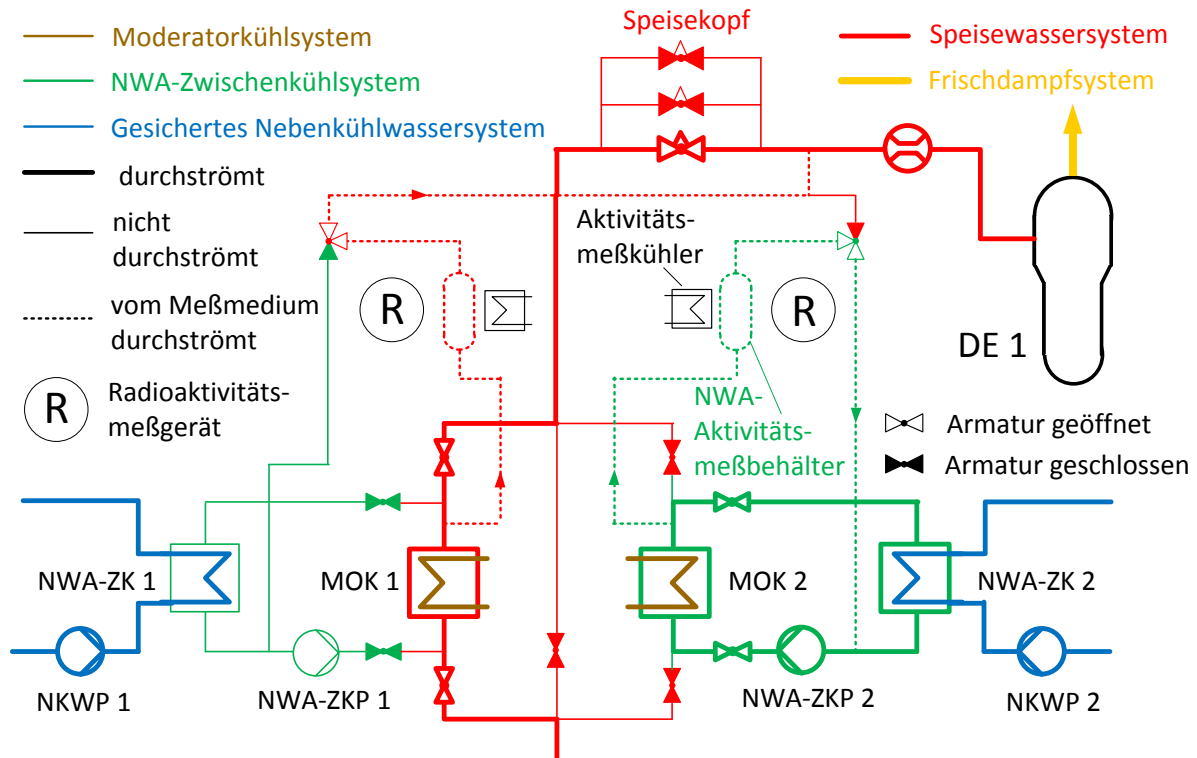 Moderatorkühlsystem
NWA-Zwischenkühlsystem
Gesichertes Nebenkühlwassersystem
durchströmt
nicht
durchströmt
vom Meßmedium
durchströmt
R
Radioaktivitäts-
meßgerät
Speisekopf
Speisewassersystem
Frischdampfsystem
Aktivitäts-
meßkühler
R
R
DE 1
NWA-
Aktivitäts-
meßbehälter
Armatur geöffnet
Armatur geschlossen
NWA-ZK 1
MOK 1
MOK 2
NWA-ZK 2
NKWP 1
NWA-ZKP 1
NWA-ZKP 2
NKWP 2